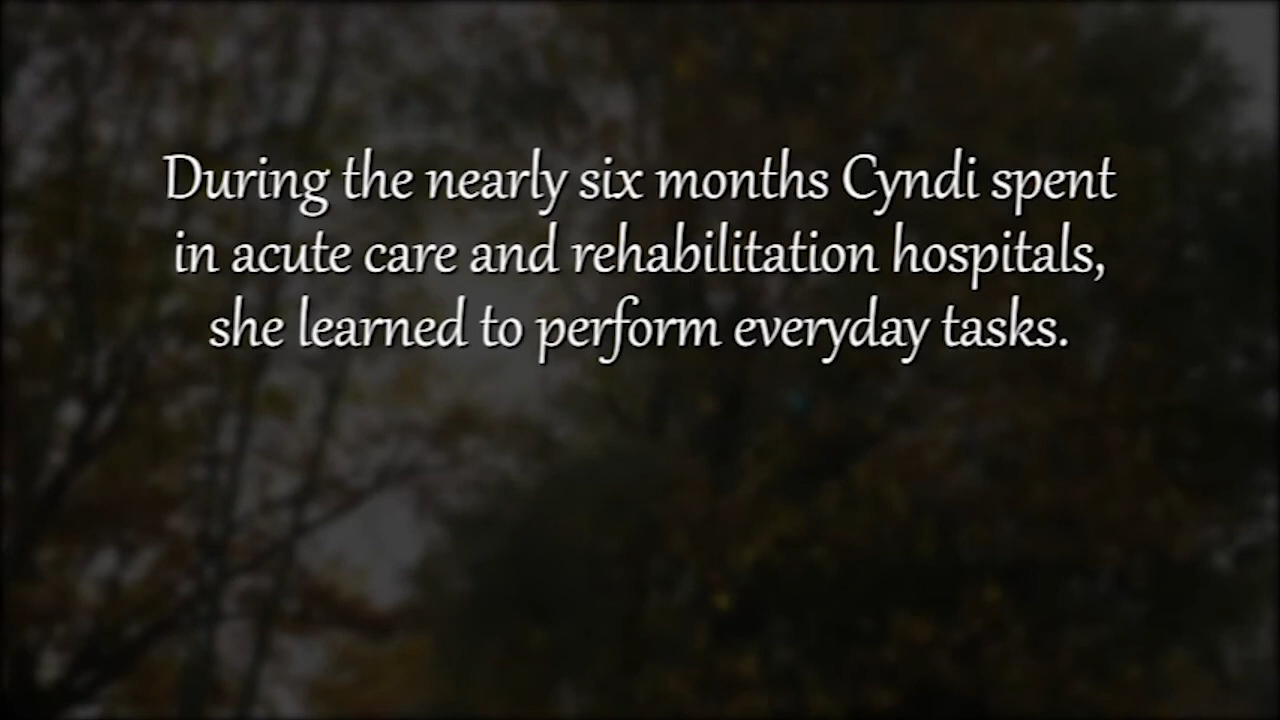 During the nearly six months Cyndi spent
in acute care and rehabilitation hospitals,
she learned to perform everyday tasks.